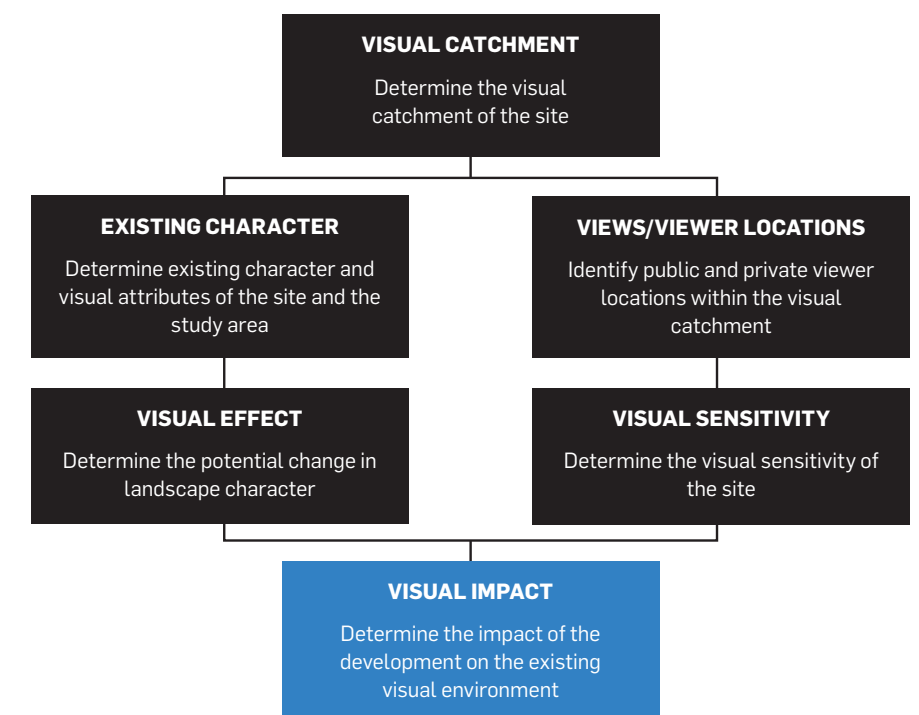 VISUAL CATCHMENT
Determine the visual
catchment of the site
EXISTING CHARACTER
Determine existing character and
visual attributes of the site and the
study area
VIEWS/VIEWER LOCATIONS
Identify public and private viewer
locations within the visual
catchment
VISUAL EFFECT
Determine the potential change in
landscape character
VISUAL SENSITIVITY
Determine the visual sensitivity of
the site
VISUAL IMPACT
Determine the impact of the
development on the existing
visual environment